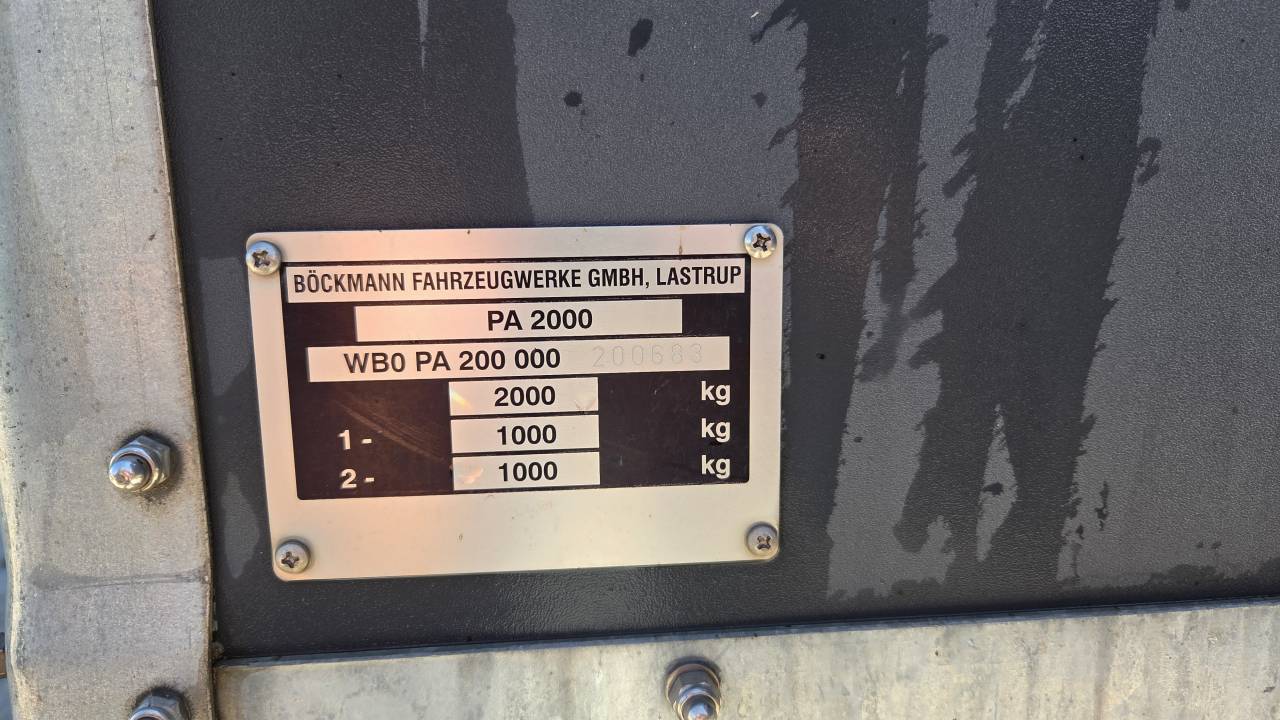 BÖCKMANN FAHRZEUGWERKE GMBH, LASTRUP
PA 2000
WB0 PA 200 000 200683
2000 kg
1 - 1000 kg
2 - 1000 kg